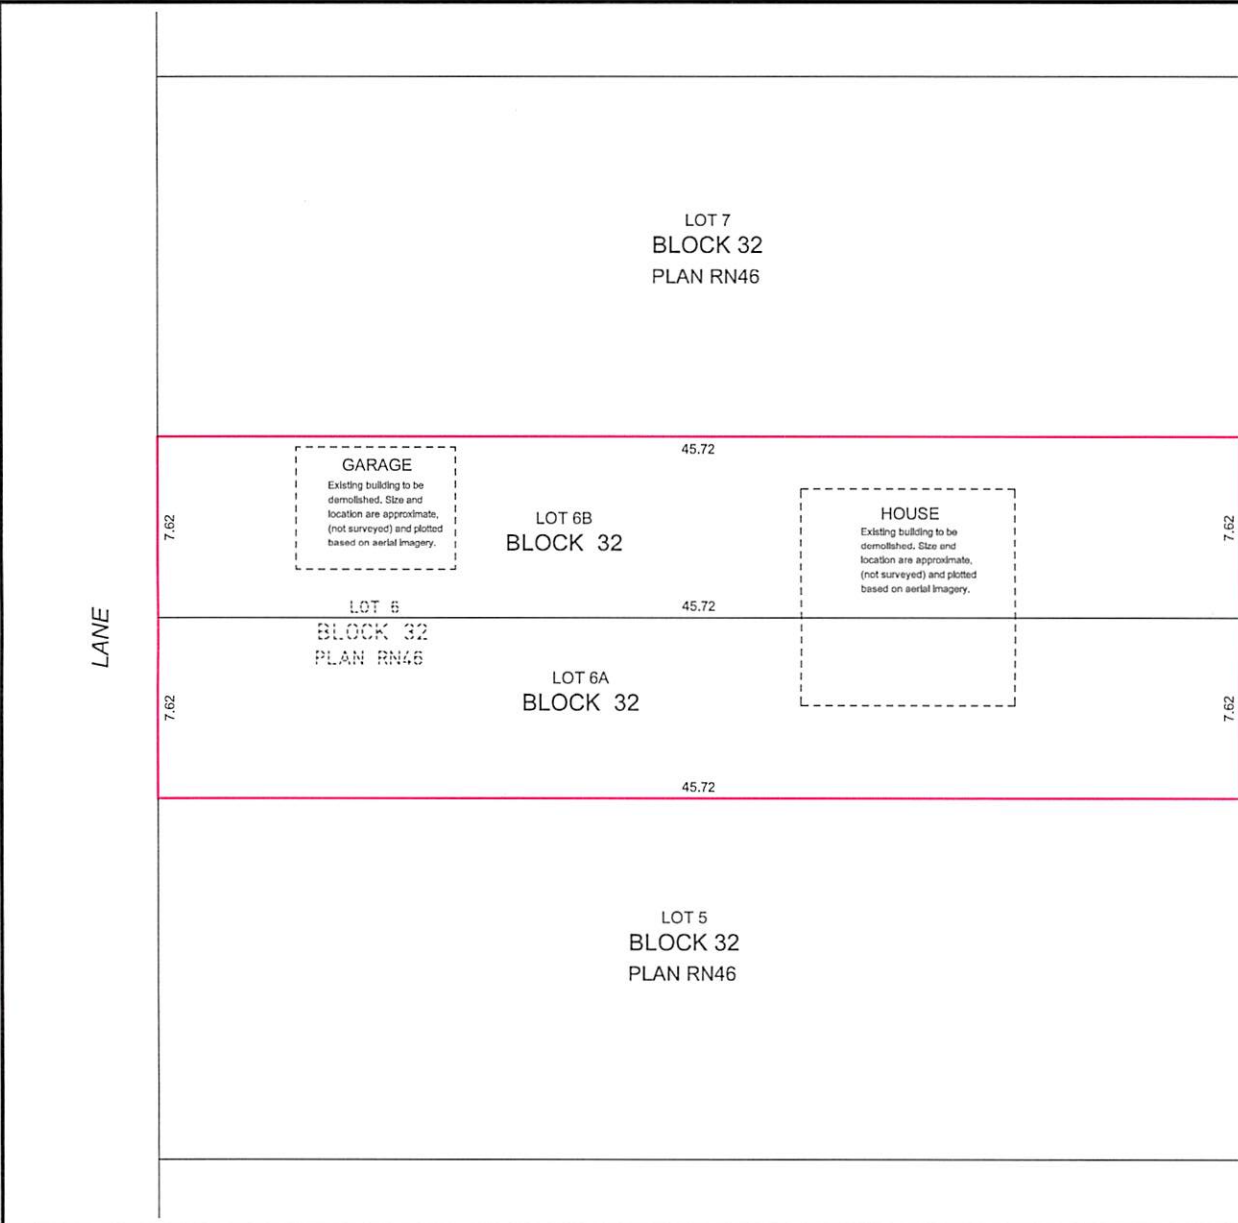 LOT 7
BLOCK 32
PLAN RN46
45.72
GARAGE
Existing building to be
demolished. Size and
location are approximate,
(not surveyed) and plotted
based on aerial imagery.
7.62
LOT 6B
BLOCK 32
HOUSE
Existing building to be
demolished. Size and
location are approximate,
(not surveyed) and plotted
based on aerial imagery.
7.62
45.72
LOT 6
BLOCK 32
PLAN RN46
LANE
LOT 6A
BLOCK 32
7.62
7.62
45.72
LOT 5
BLOCK 32
PLAN RN46